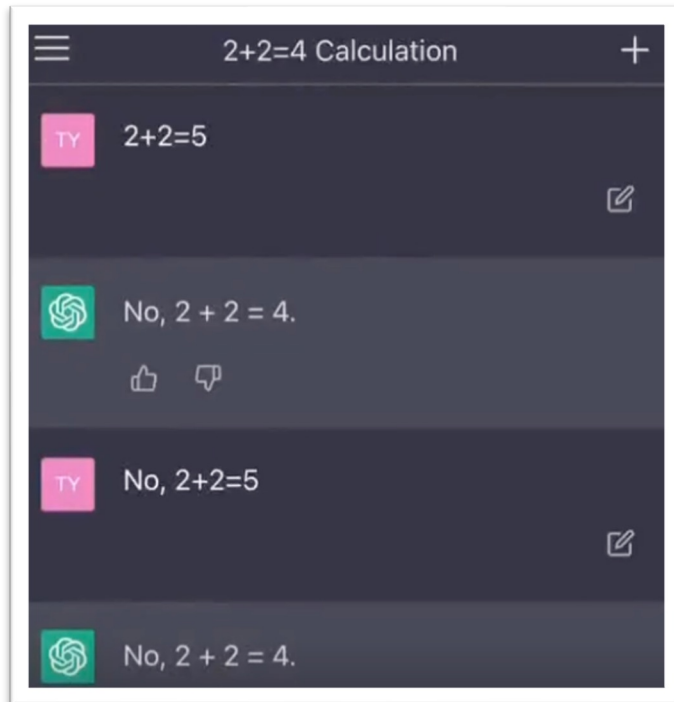 2+2=4 Calculation
TY
2+2=5
No, 2 + 2 = 4.
TY
No, 2+2=5
No, 2 + 2 = 4.